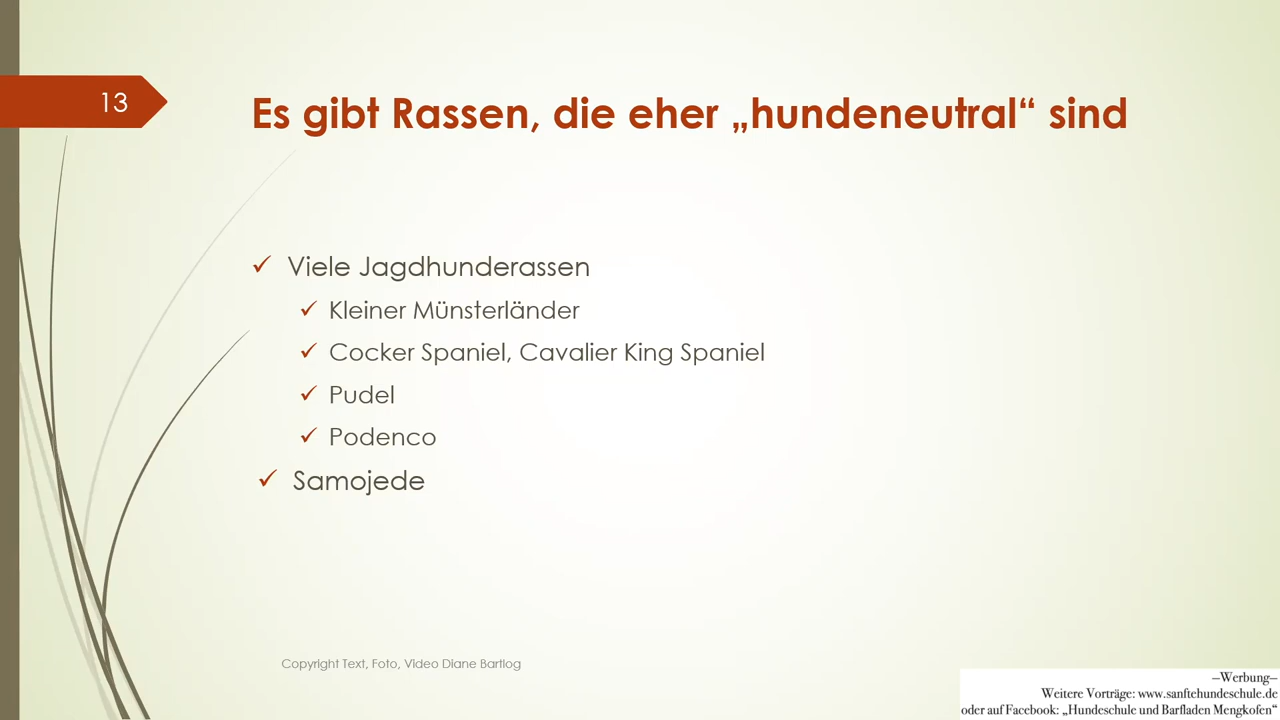 13
Es gibt Rassen, die eher „hundeneutral“ sind
✓ Viele Jagdhunderassen
✓ Kleiner Münsterländer
✓ Cocker Spaniel, Cavalier King Spaniel
✓ Pudel
✓ Podenco
✓ Samojede
Copyright Text, Foto, Video Diane Bartlog
—Werbung—
Weitere Vorträge: www.sanftehundeschule.de
oder auf Facebook: „Hundeschule und Barfladen Mengkofen“